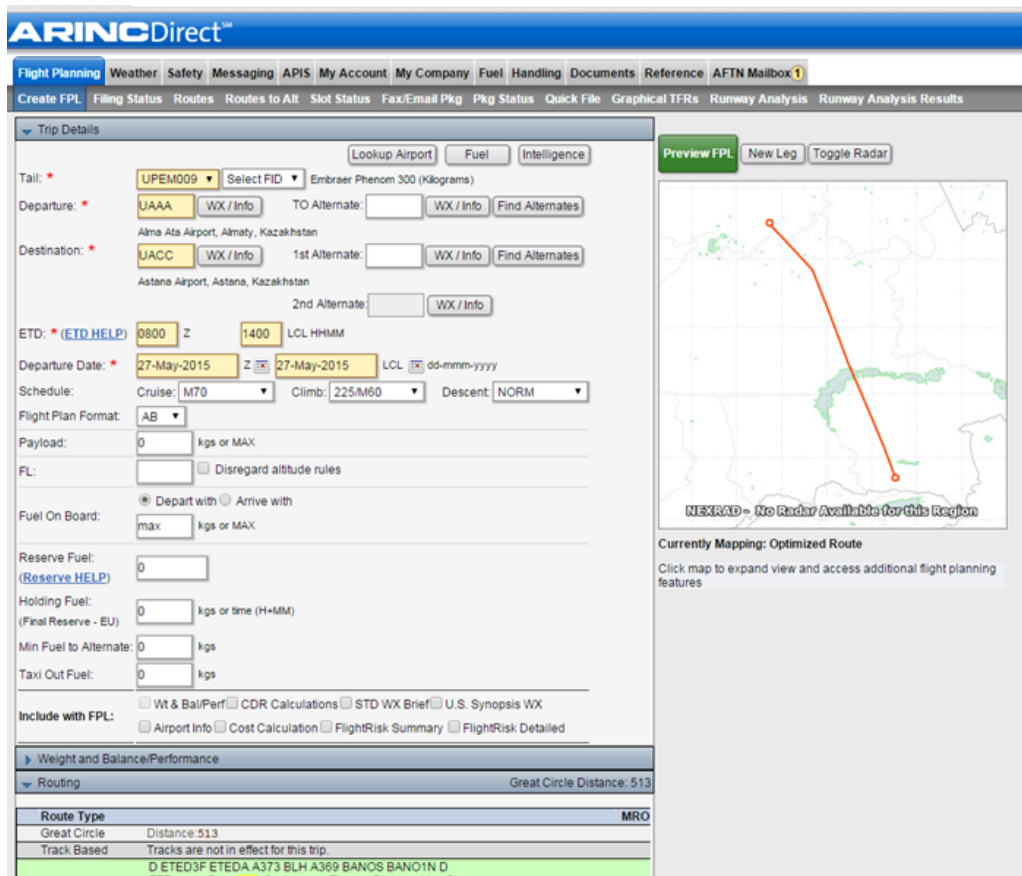 ARINCDirect℠
Flight Planning Weather Safety Messaging APIS My Account My Company Fuel Handling Documents Reference AFTN Mailbox 1
Create FPL Filing Status Routes Routes to Alt Slot Status Fax/Email Pkg Pkg Status Quick File Graphical TFRs Runway Analysis Runway Analysis Results
Trip Details
Lookup Airport Fuel Intelligence
Tail: * UPEM009 Select FID Embraer Phenom 300 (Kilograms)
Departure: * UAAA WX / Info TO Alternate: WX / Info Find Alternates
Alma Ata Airport, Almaty, Kazakhstan
Destination: * UACC WX / Info 1st Alternate: WX / Info Find Alternates
Astana Airport, Astana, Kazakhstan
2nd Alternate: WX / Info
ETD: * (ETD HELP) 0800 Z 1400 LCL HHMM
Departure Date: * 27-May-2015 Z 27-May-2015 LCL dd-mmm-yyyy
Schedule: Cruise: M70 Climb: 225/M60 Descent: NORM
Flight Plan Format: AB
Payload: 0 kgs or MAX
FL: Disregard altitude rules
Depart with Arrive with
Fuel On Board:
max kgs or MAX
Reserve Fuel:
(Reserve HELP) 0
Holding Fuel:
(Final Reserve - EU) 0 kgs or time (H+MM)
Min Fuel to Alternate: 0 kgs
Taxi Out Fuel: 0 kgs
Include with FPL:
Wt & Bal/Perf CDR Calculations STD WX Brief U.S. Synopsis WX
Airport Info Cost Calculation FlightRisk Summary FlightRisk Detailed
Weight and Balance/Performance
Routing Great Circle Distance: 513
Route Type MRO
Great Circle Distance:513
Track Based Tracks are not in effect for this trip.
D ETED3F ETEDA A373 BLH A369 BANOS BANO1N D
Preview FPL New Leg Toggle Radar
NEXRAD - No Radar Available for this Region
Currently Mapping: Optimized Route
Click map to expand view and access additional flight planning
features